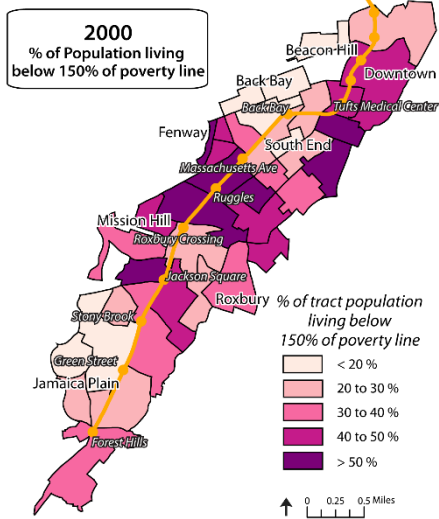 2000
% of Population living
below 150% of poverty line
Beacon Hill
Downtown
Back Bay
Back Bay
Tufts Medical Center
Fenway
South End
Massachusetts Ave
Ruggles
Mission Hill
Roxbury Crossing
Jackson Square
Roxbury
Stony Brook
Green Street
Jamaica Plain
Forest Hills
% of tract population
living below
150% of poverty line
< 20 %
20 to 30 %
30 to 40 %
40 to 50 %
> 50 %
0 0.25 0.5 Miles